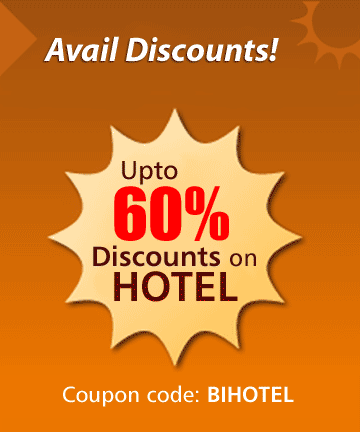 Avail Discounts!
Upto
60%
Discounts on
HOTEL
Coupon code: BIHOTEL